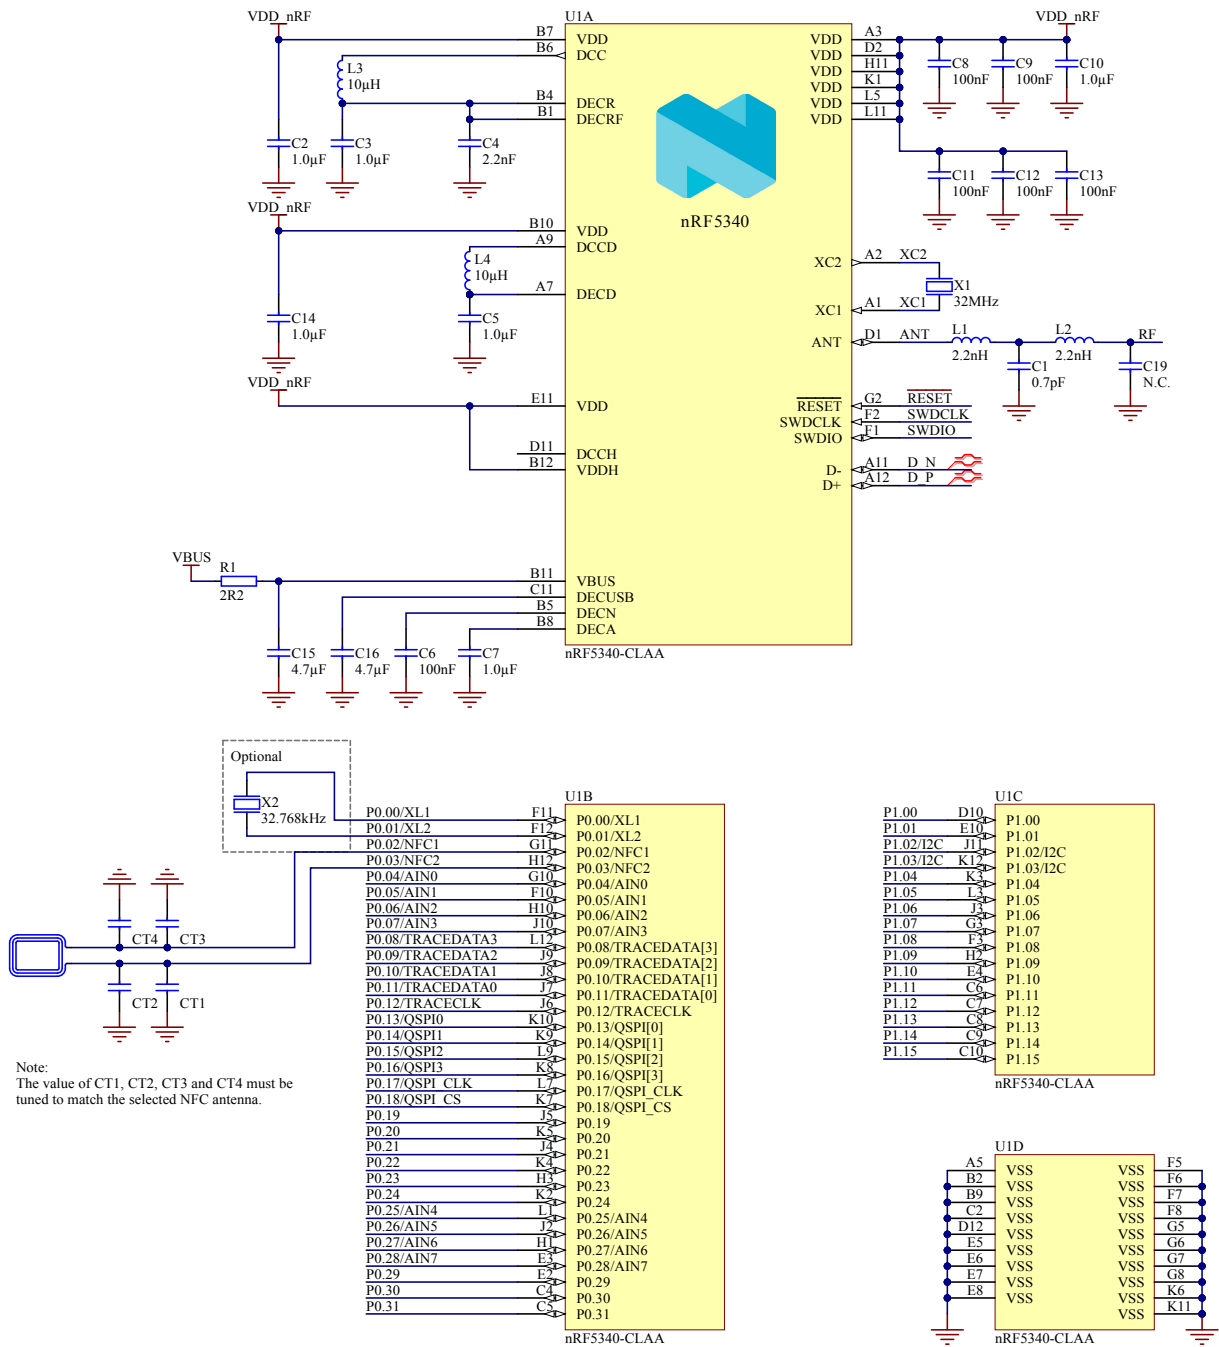 U1A
VDD_nRF
B7 VDD
B6 DCC
L3
10µH
B4 DECR
B1 DECRF
C2
1.0µF
C3
1.0µF
C4
2.2nF
VDD_nRF
B10 VDD
A9 DCCD
L4
10µH
A7 DECD
C14
1.0µF
C5
1.0µF
VDD_nRF
E11 VDD
D11 DCCH
B12 VDDH
VBUS
R1
2R2
B11 VBUS
C11 DECUSB
B5 DECN
B8 DECA
C15
4.7µF
C16
4.7µF
C6
100nF
C7
1.0µF
nRF5340
nRF5340-CLAA
VDD_nRF
VDD A3
VDD D2
VDD H11
VDD K1
VDD L5
VDD L11
C8
100nF
C9
100nF
C10
1.0µF
C11
100nF
C12
100nF
C13
100nF
XC2 A2 XC2
X1
32MHz
XC1 A1 XC1
ANT D1 ANT
L1
2.2nH
L2
2.2nH
RF
C1
0.7pF
C19
N.C.
RESET G2 RESET
SWDCLK F2 SWDCLK
SWDIO F1 SWDIO
D- A11 D_N
D+ A12 D_P
Optional
X2
32.768kHz
U1B
P0.00/XL1 F11 P0.00/XL1
P0.01/XL2 F12 P0.01/XL2
P0.02/NFC1 G11 P0.02/NFC1
P0.03/NFC2 H12 P0.03/NFC2
P0.04/AIN0 G10 P0.04/AIN0
P0.05/AIN1 F10 P0.05/AIN1
P0.06/AIN2 H10 P0.06/AIN2
P0.07/AIN3 J10 P0.07/AIN3
P0.08/TRACEDATA3 L12 P0.08/TRACEDATA[3]
P0.09/TRACEDATA2 J9 P0.09/TRACEDATA[2]
P0.10/TRACEDATA1 J8 P0.10/TRACEDATA[1]
P0.11/TRACEDATA0 J7 P0.11/TRACEDATA[0]
P0.12/TRACECLK J6 P0.12/TRACECLK
P0.13/QSPI0 K10 P0.13/QSPI[0]
P0.14/QSPI1 K9 P0.14/QSPI[1]
P0.15/QSPI2 L9 P0.15/QSPI[2]
P0.16/QSPI3 K8 P0.16/QSPI[3]
P0.17/QSPI_CLK L7 P0.17/QSPI_CLK
P0.18/QSPI_CS K7 P0.18/QSPI_CS
P0.19 J5 P0.19
P0.20 K5 P0.20
P0.21 J4 P0.21
P0.22 K4 P0.22
P0.23 H3 P0.23
P0.24 K2 P0.24
P0.25/AIN4 L1 P0.25/AIN4
P0.26/AIN5 J2 P0.26/AIN5
P0.27/AIN6 H1 P0.27/AIN6
P0.28/AIN7 E3 P0.28/AIN7
P0.29 E2 P0.29
P0.30 C4 P0.30
P0.31 C5 P0.31
nRF5340-CLAA
CT4
CT3
CT2
CT1
Note:
The value of CT1, CT2, CT3 and CT4 must be
tuned to match the selected NFC antenna.
U1C
P1.00 D10 P1.00
P1.01 E10 P1.01
P1.02/I2C J11 P1.02/I2C
P1.03/I2C K12 P1.03/I2C
P1.04 K3 P1.04
P1.05 L3 P1.05
P1.06 J3 P1.06
P1.07 G3 P1.07
P1.08 F3 P1.08
P1.09 H2 P1.09
P1.10 E4 P1.10
P1.11 C6 P1.11
P1.12 C7 P1.12
P1.13 C8 P1.13
P1.14 C9 P1.14
P1.15 C10 P1.15
nRF5340-CLAA
U1D
A5 VSS VSS F5
B2 VSS VSS F6
B9 VSS VSS F7
C2 VSS VSS F8
D12 VSS VSS G5
E5 VSS VSS G6
E6 VSS VSS G7
E7 VSS VSS G8
E8 VSS VSS K6
VSS K11
nRF5340-CLAA